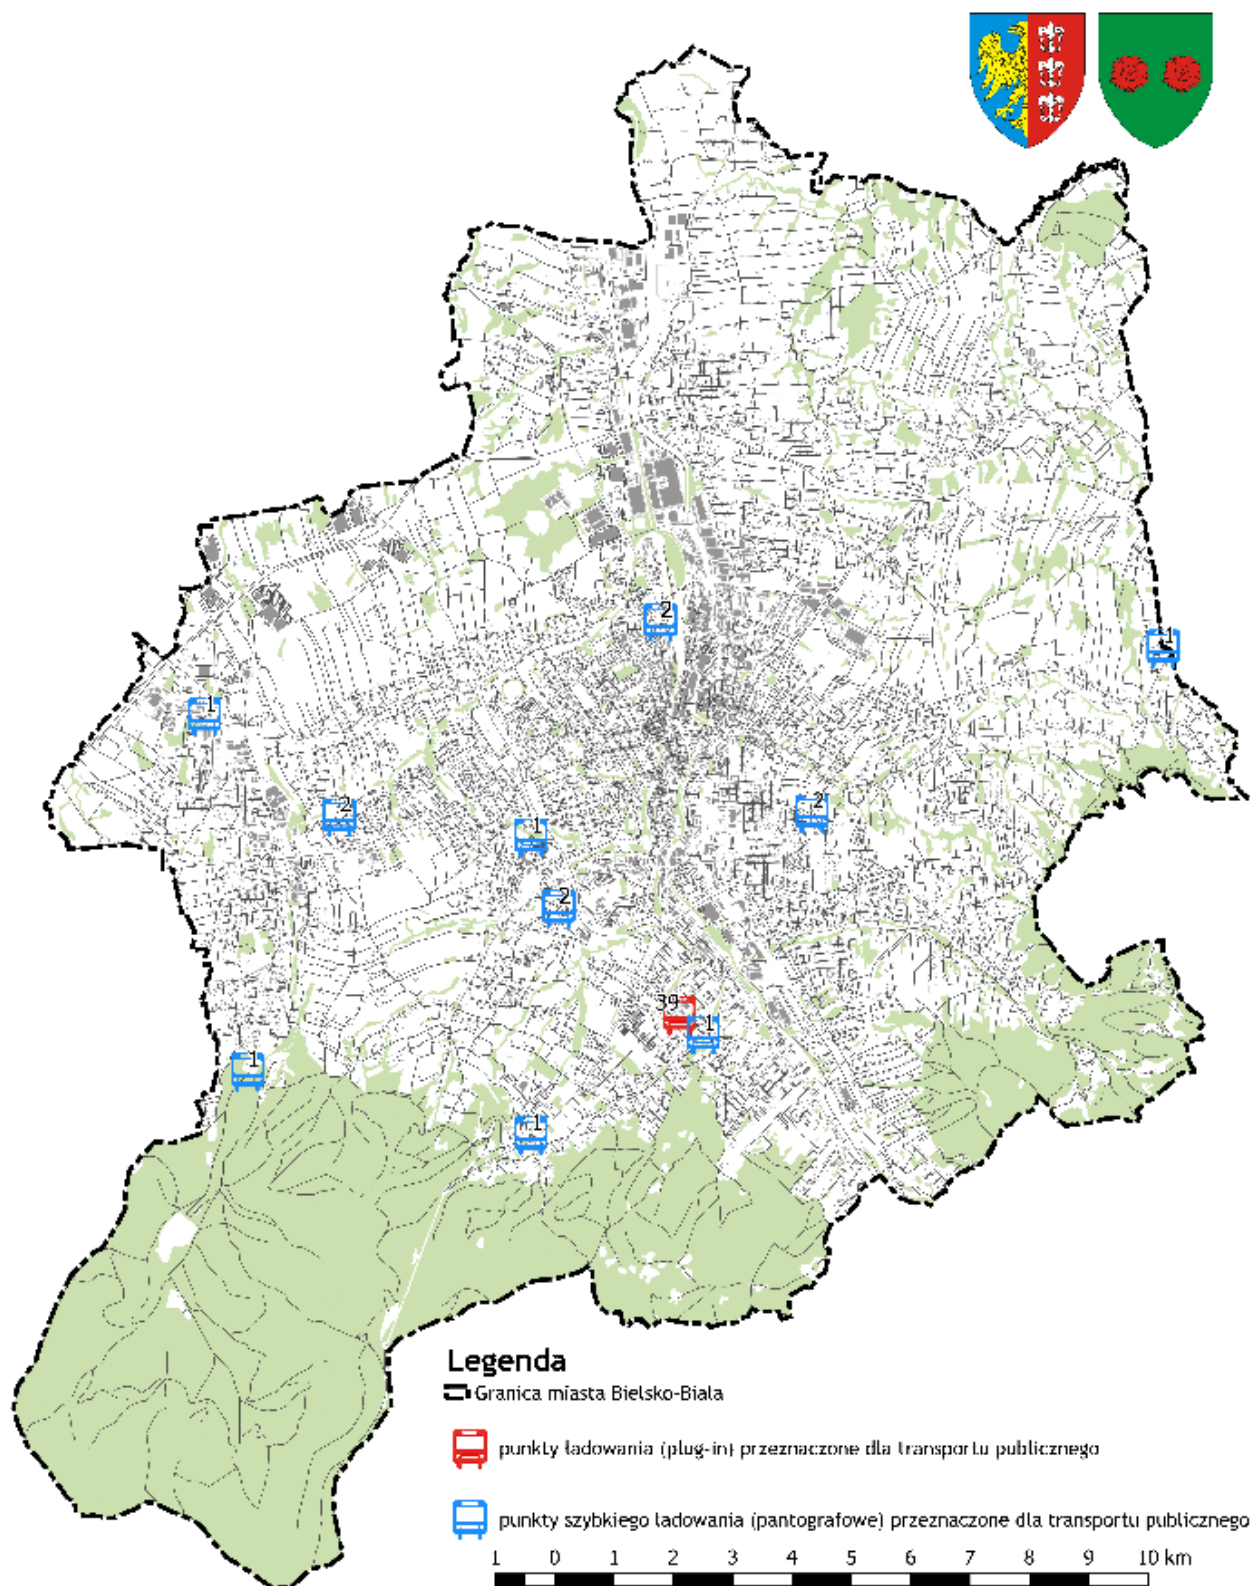 2
1
1
2
2
1
2
39
1
1
1
Legenda
Granica miasta Bielsko-Biala
punkty ładowania (plug-in) przeznaczone dla transportu publicznego
punkty szybkiego ładowania (pantografowe) przeznaczone dla transportu publicznego
1 0 1 2 3 4 5 6 7 8 9 10 km